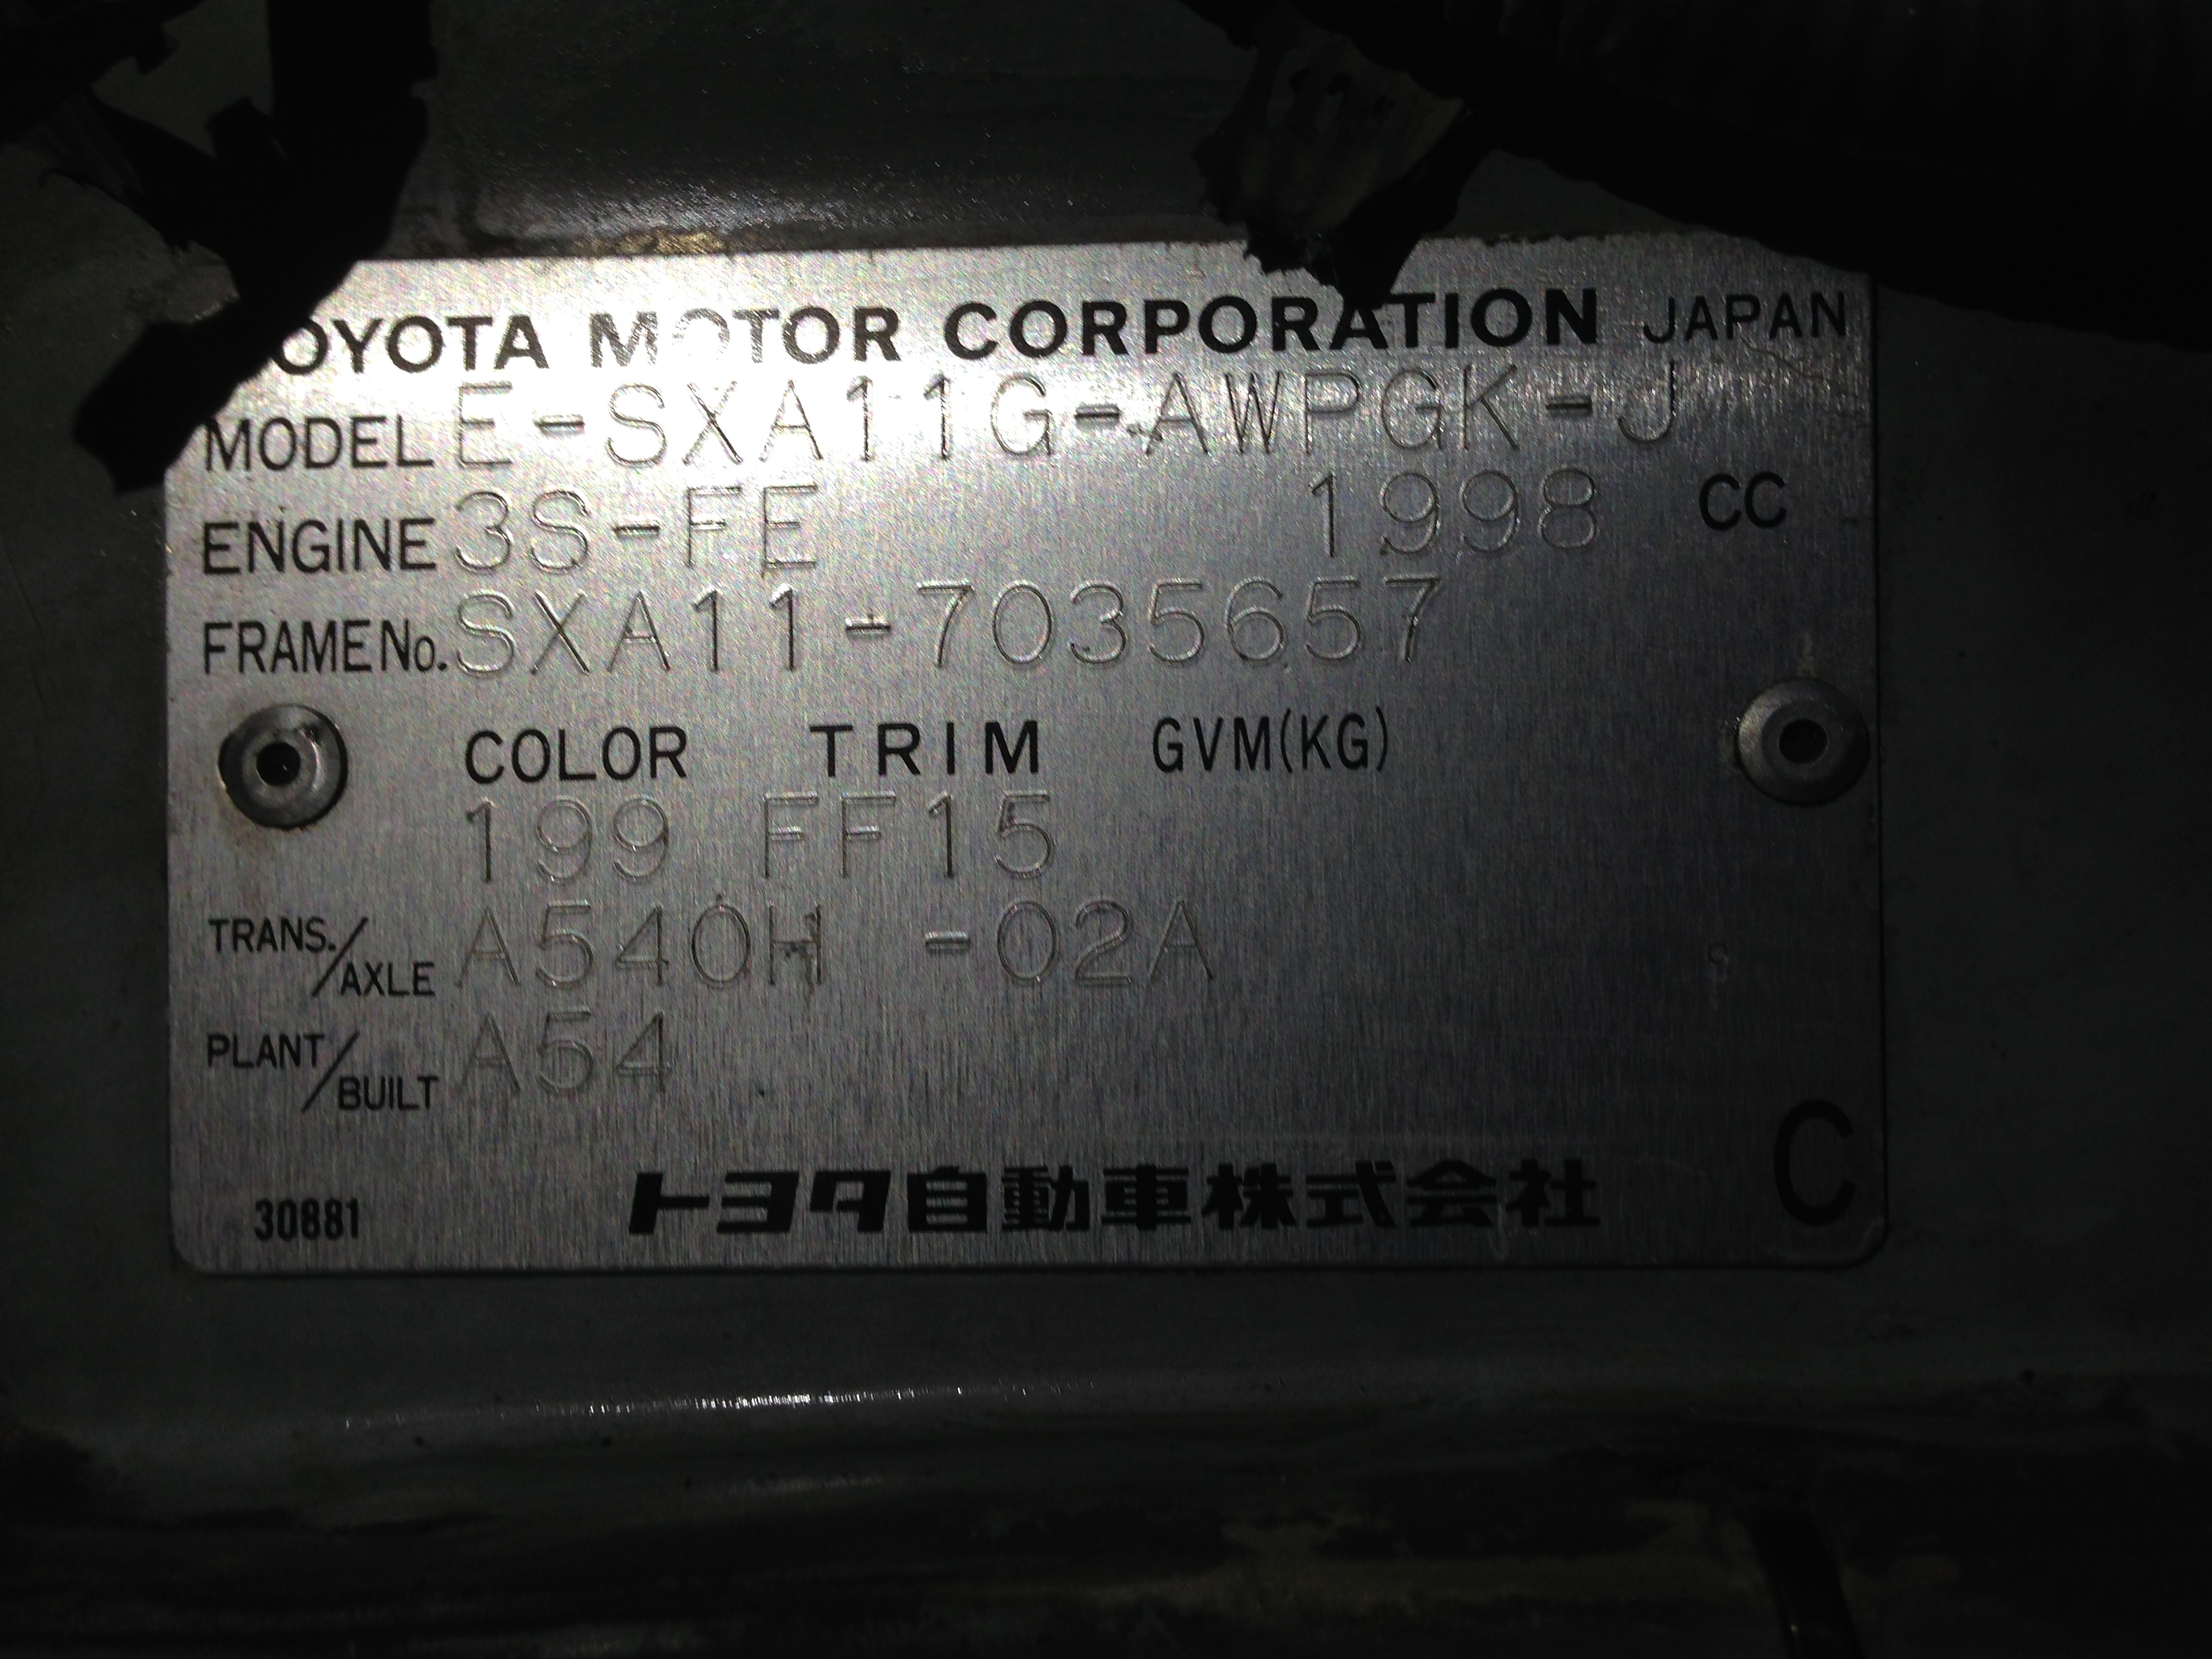 TOYOTA MOTOR CORPORATION JAPAN
MODEL E-SXA11G-AWPGK-J
ENGINE 3S-FE 1998 CC
FRAME No. SXA11-7035657
COLOR TRIM GVM(KG)
199 FF15
TRANS./AXLE A540H -02A
PLANT/BUILT A54
30881 トヨタ自動車株式会社 C